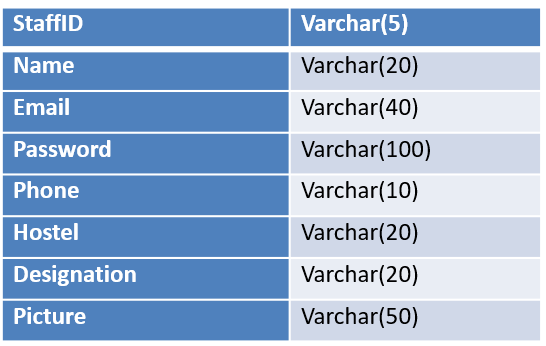 StaffID Varchar(5)
Name Varchar(20)
Email Varchar(40)
Password Varchar(100)
Phone Varchar(10)
Hostel Varchar(20)
Designation Varchar(20)
Picture Varchar(50)